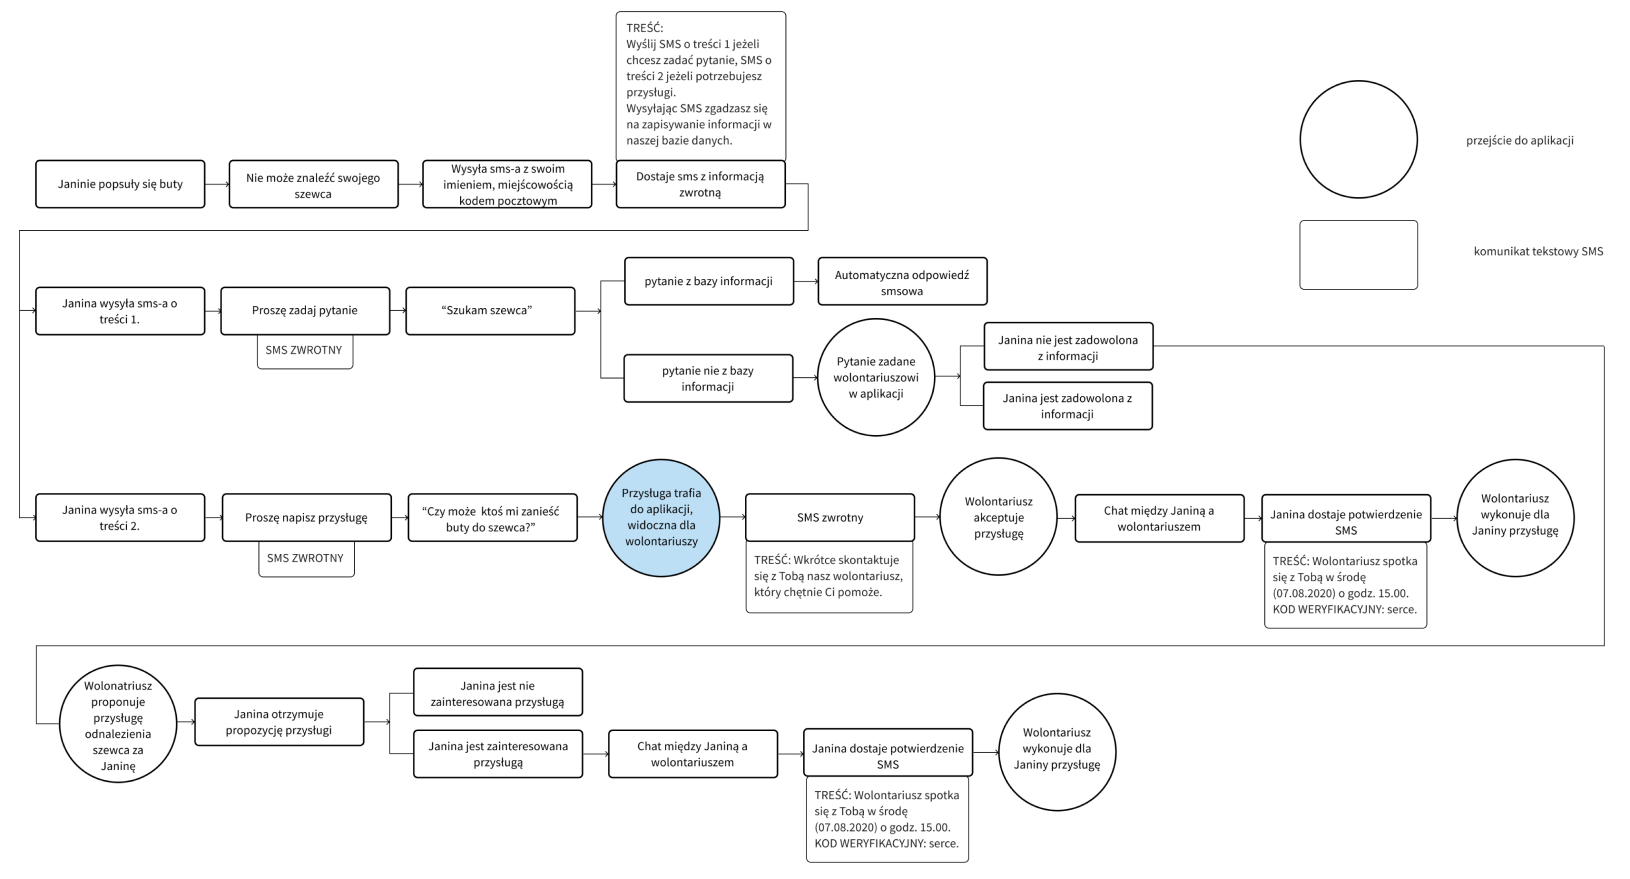 TREŚĆ:
Wyślij SMS o treści 1 jeżeli
chcesz zadać pytanie, SMS o
treści 2 jeżeli potrzebujesz
przysługi.
Wysyłając SMS zgadzasz się
na zapisywanie informacji w
naszej bazie danych.
przejście do aplikacji
komunikat tekstowy SMS
Janinie popsuły się buty
Nie może znaleźć swojego
szewca
Wysyła sms-a z swoim
imieniem, miejścowością
kodem pocztowym
Dostaje sms z informacją
zwrotną
Janina wysyła sms-a o
treści 1.
Proszę zadaj pytanie
SMS ZWROTNY
“Szukam szewca”
pytanie z bazy informacji
Automatyczna odpowiedź
smsowa
pytanie nie z bazy
informacji
Pytanie zadane
wolontariuszowi
w aplikacji
Janina nie jest zadowolona
z informacji
Janina jest zadowolona z
informacji
Janina wysyła sms-a o
treści 2.
Proszę napisz przysługę
SMS ZWROTNY
“Czy może ktoś mi zanieść
buty do szewca?”
Przysługa trafia
do aplikacji,
widoczna dla
wolontariuszy
SMS zwrotny
TREŚĆ: Wkrótce skontaktuje
się z Tobą nasz wolontariusz,
który chętnie Ci pomoże.
Wolontariusz
akceptuje
przysługę
Chat między Janiną a
wolontariuszem
Janina dostaje potwierdzenie
SMS
TREŚĆ: Wolontariusz spotka
się z Tobą w środę
(07.08.2020) o godz. 15.00.
KOD WERYFIKACYJNY: serce.
Wolontariusz
wykonuje dla
Janiny przysługę
Wolonatriusz
proponuje
przysługę
odnalezienia
szewca za
Janinę
Janina otrzymuje
propozycję przysługi
Janina jest nie
zainteresowana przysługą
Janina jest zainteresowana
przysługą
Chat między Janiną a
wolontariuszem
Janina dostaje potwierdzenie
SMS
TREŚĆ: Wolontariusz spotka
się z Tobą w środę
(07.08.2020) o godz. 15.00.
KOD WERYFIKACYJNY: serce.
Wolontariusz
wykonuje dla
Janiny przysługę